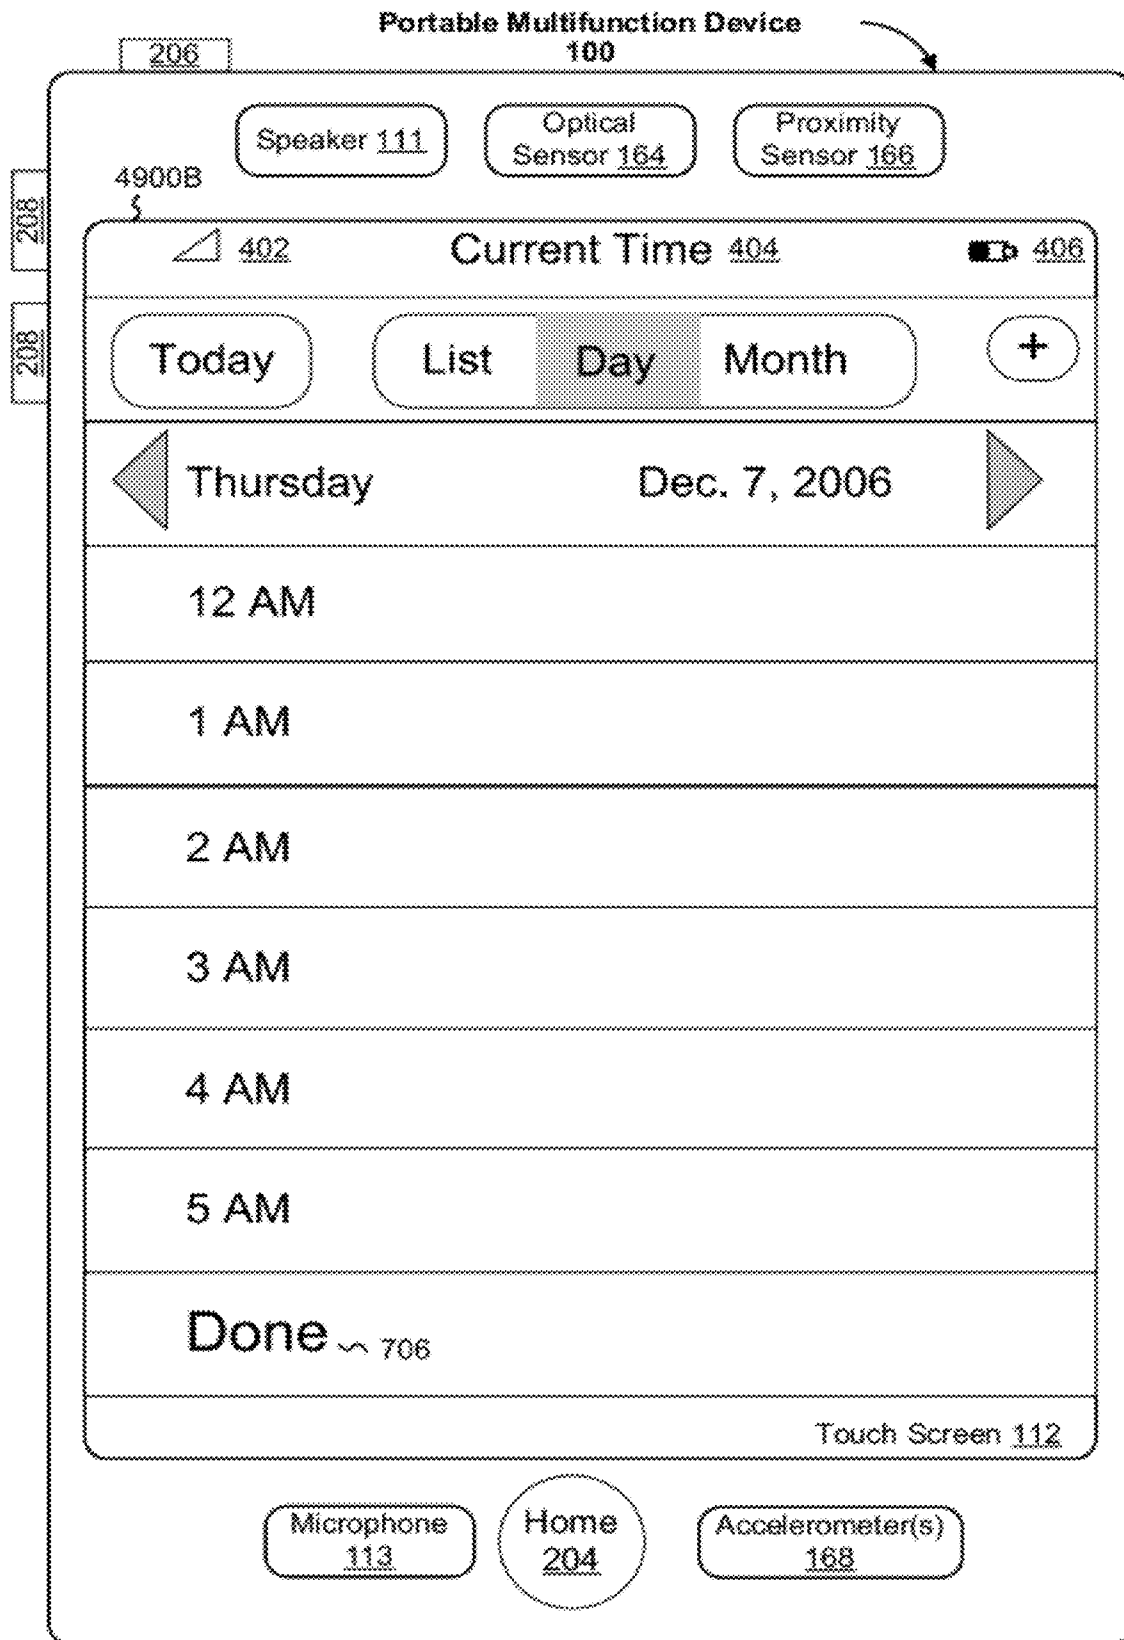 Portable Multifunction Device
100
206
Speaker 111
Optical
Sensor 164
Proximity
Sensor 166
4900B
208
208
402
Current Time 404
406
Today
List
Day
Month
+
Thursday
Dec. 7, 2006
12 AM
1 AM
2 AM
3 AM
4 AM
5 AM
Done 706
Touch Screen 112
Microphone
113
Home
204
Accelerometer(s)
168